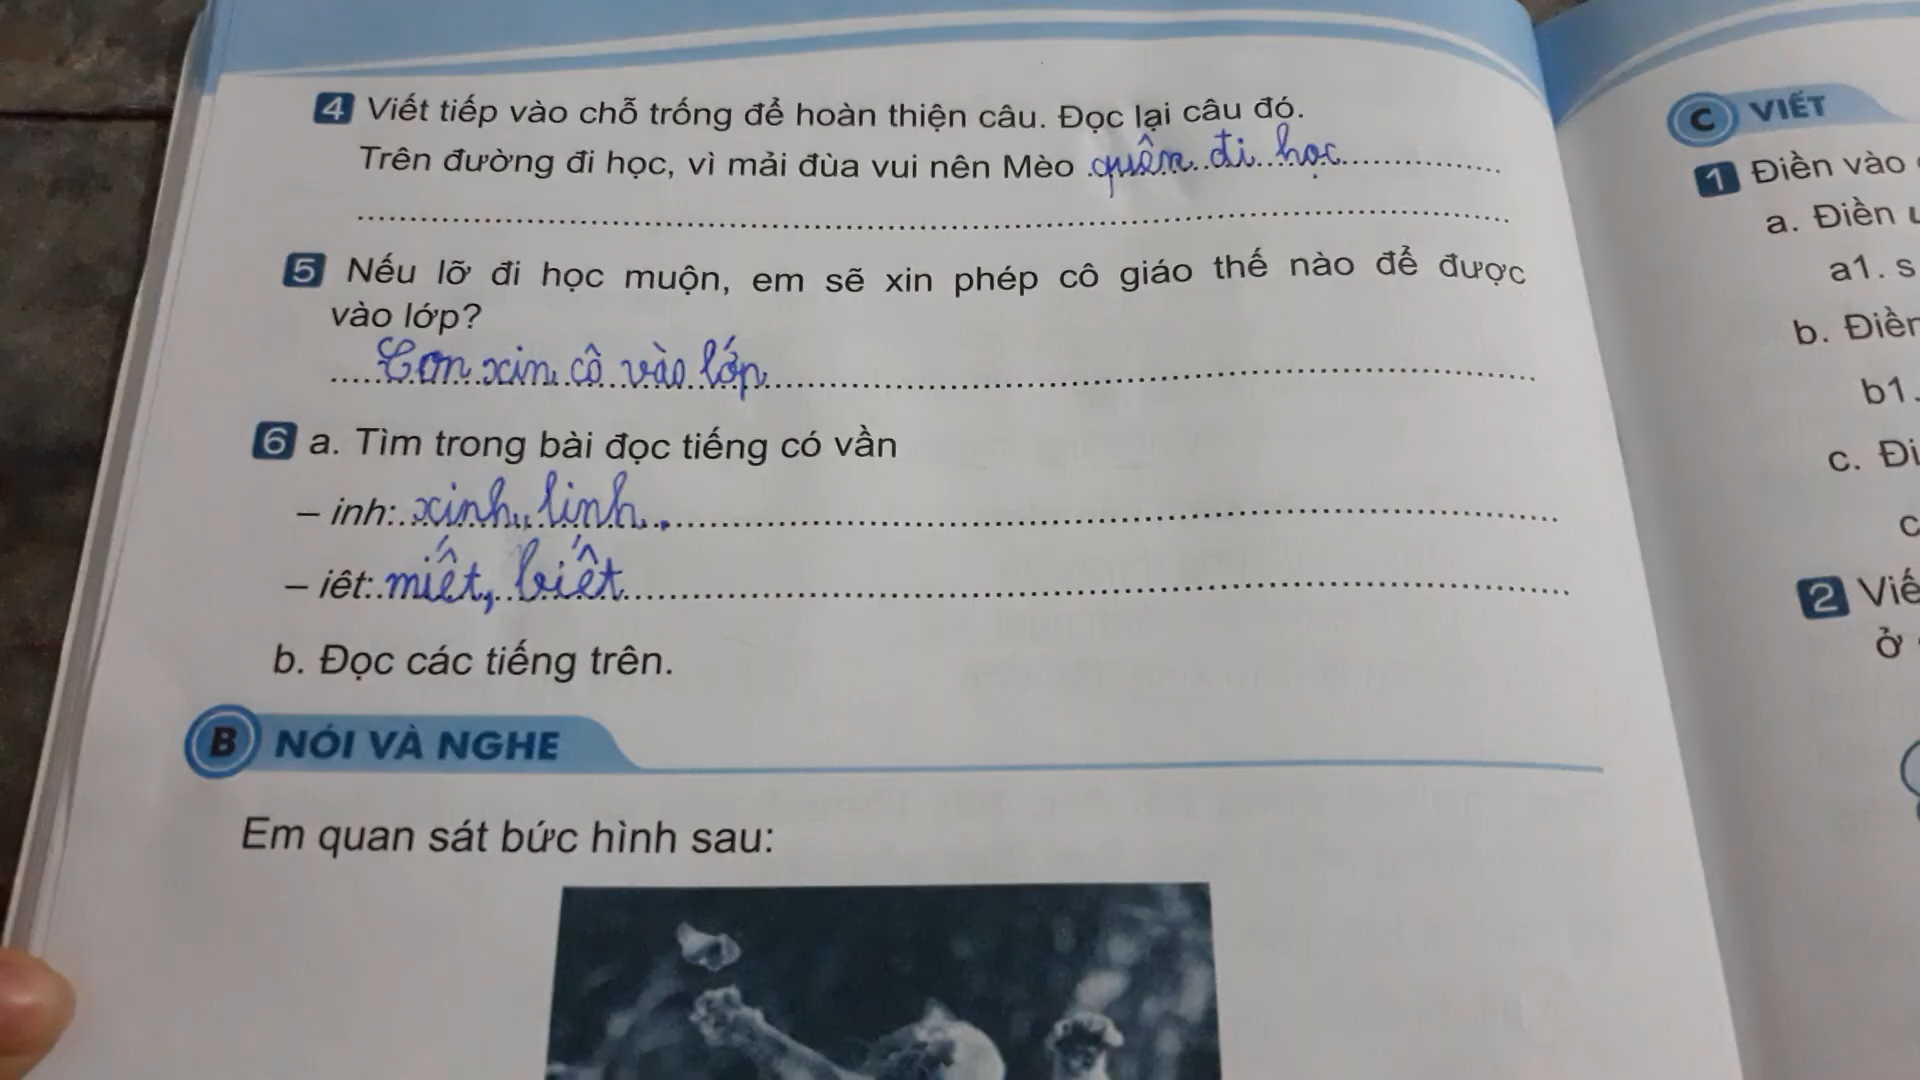 4 Viết tiếp vào chỗ trống để hoàn thiện câu. Đọc lại câu đó.
Trên đường đi học, vì mải đùa vui nên Mèo quên đi học
5 Nếu lỡ đi học muộn, em sẽ xin phép cô giáo thế nào để được
vào lớp?
Con xin cô vào lớp
6 a. Tìm trong bài đọc tiếng có vần
– inh: xinh, linh.
– iêt: miết, biết
b. Đọc các tiếng trên.
B NÓI VÀ NGHE
Em quan sát bức hình sau:
C VIẾT
1 Điền vào
a. Điền
a1. s
b. Điền
b1.
c. Đi
c
2 Viế
ở